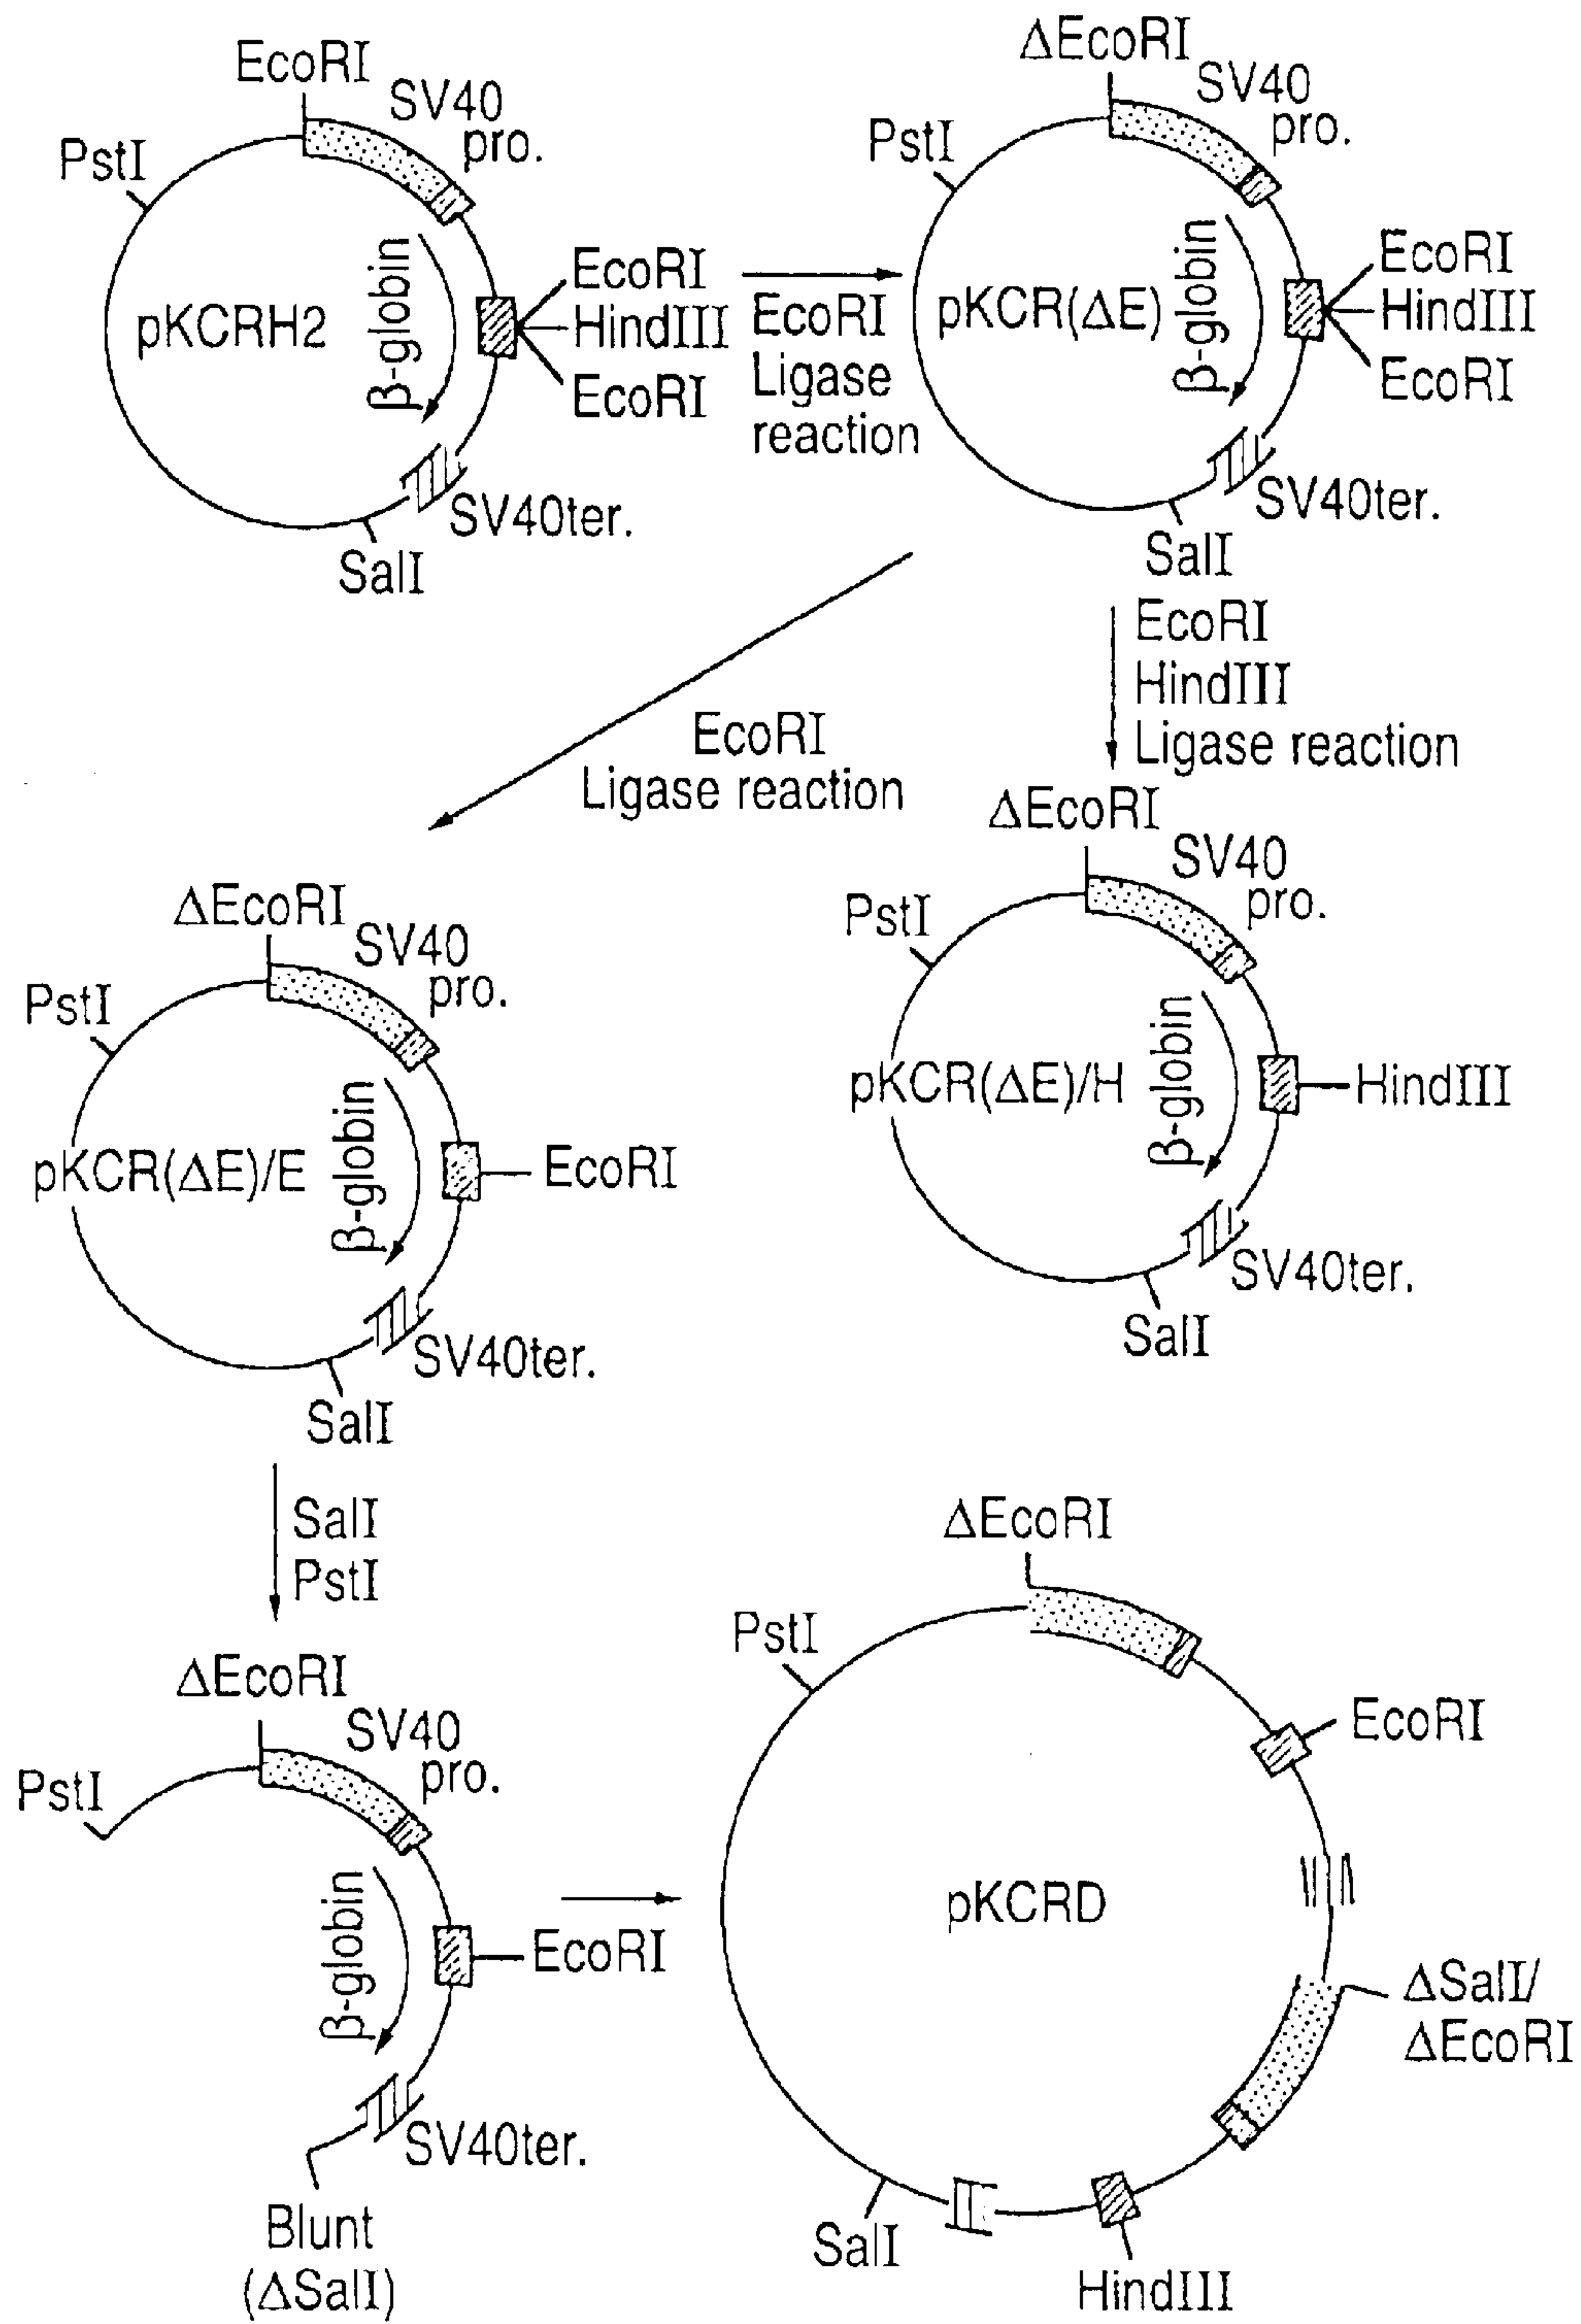 EcoRI
SV40
pro.
PstI
pKCRH2
β-globin
EcoRI
HindIII
EcoRI
SV40ter.
SalI
EcoRI
Ligase
reaction
ΔEcoRI
SV40
pro.
PstI
pKCR(ΔE)
β-globin
EcoRI
HindIII
EcoRI
SV40ter.
SalI
EcoRI
HindIII
Ligase reaction
EcoRI
Ligase reaction
ΔEcoRI
SV40
pro.
PstI
pKCR(ΔE)/H
β-globin
HindIII
SV40ter.
SalI
ΔEcoRI
SV40
pro.
PstI
pKCR(ΔE)/E
β-globin
EcoRI
SV40ter.
SalI
SalI
PstI
ΔEcoRI
SV40
pro.
PstI
β-globin
EcoRI
SV40ter.
Blunt
(ΔSalI)
ΔEcoRI
PstI
EcoRI
pKCRD
ΔSalI/
ΔEcoRI
SalI
HindIII